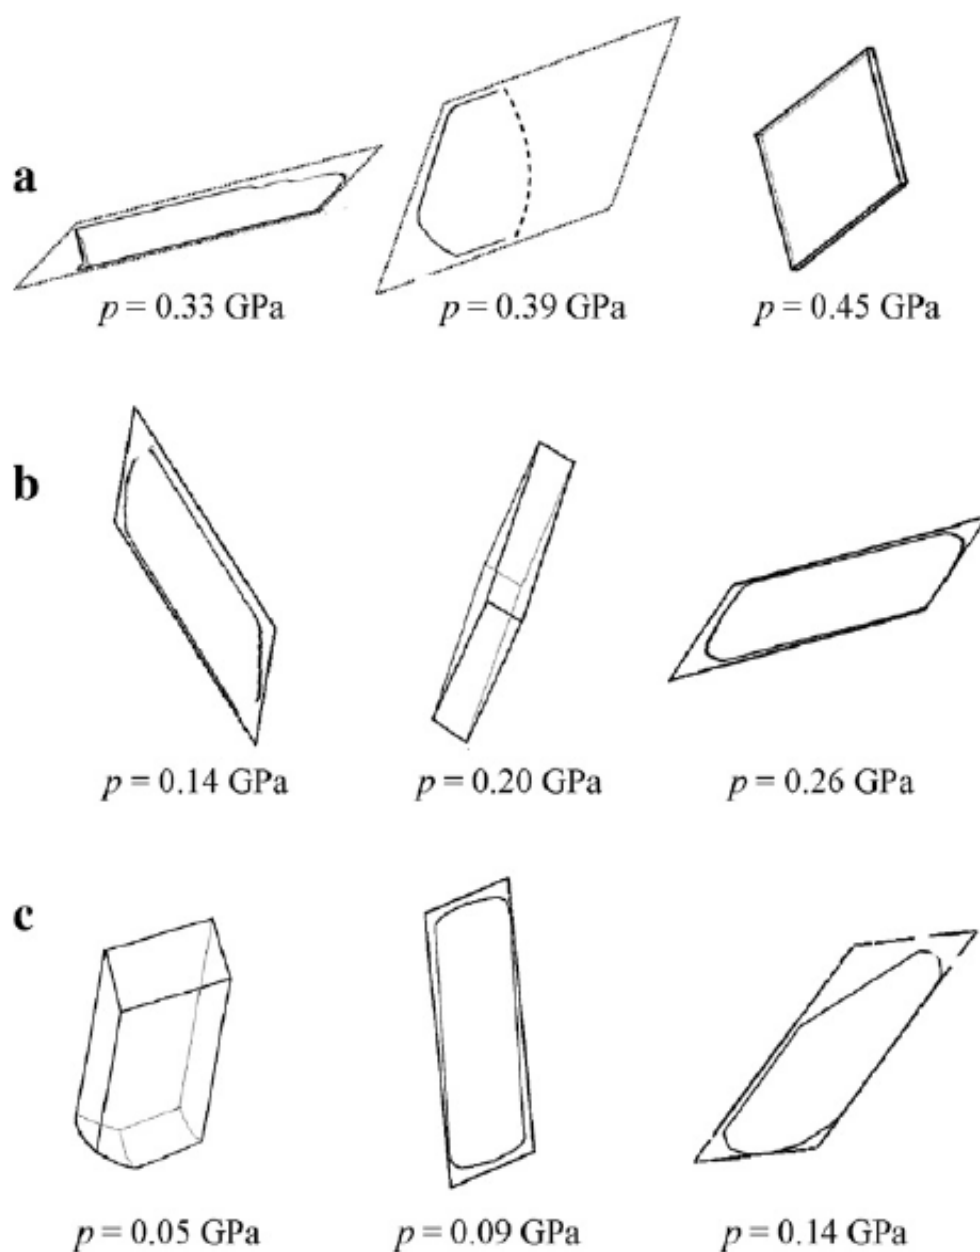 a
p = 0.33 GPa p = 0.39 GPa p = 0.45 GPa
b
p = 0.14 GPa p = 0.20 GPa p = 0.26 GPa
c
p = 0.05 GPa p = 0.09 GPa p = 0.14 GPa